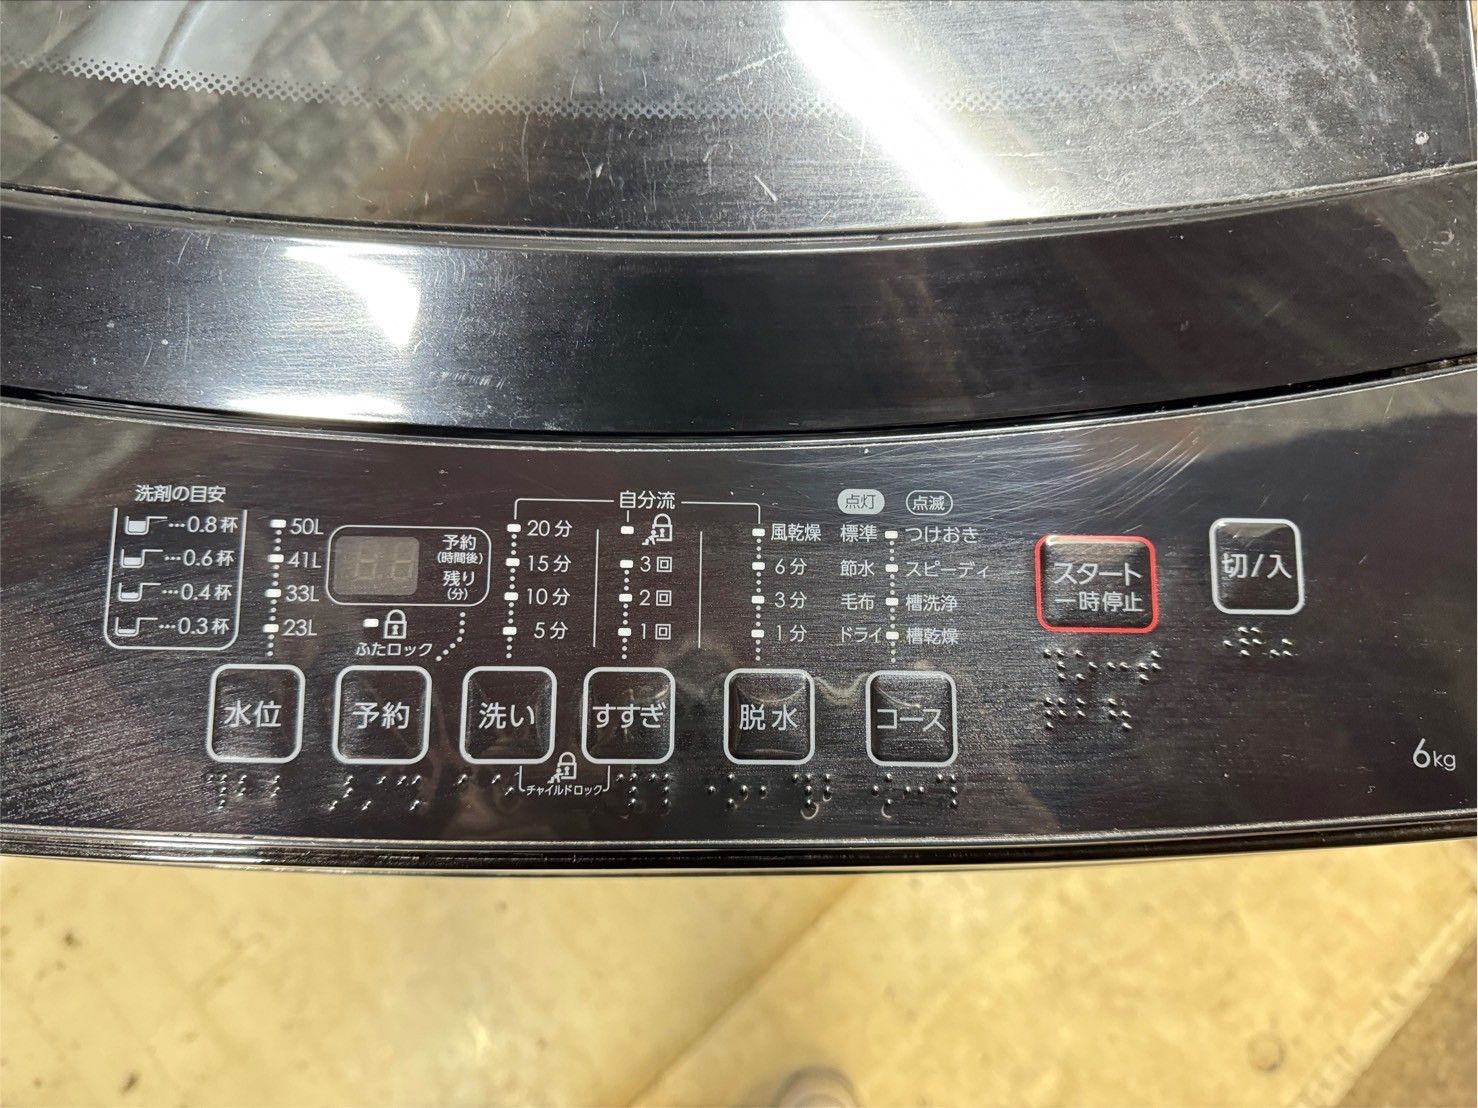 洗剤の目安
…0.8杯
…0.6杯
…0.4杯
…0.3杯
50L
41L
33L
23L
予約
(時間後)
残り
(分)
ふたロック
自分流
20分
15分
10分
5分
3回
2回
1回
風乾燥
6分
3分
1分
点灯 点滅
標準 つけおき
節水 スピーディ
毛布 槽洗浄
ドライ 槽乾燥
スタート
一時停止
切/入
水位
予約
洗い
すすぎ
脱水
コース
チャイルドロック
6kg